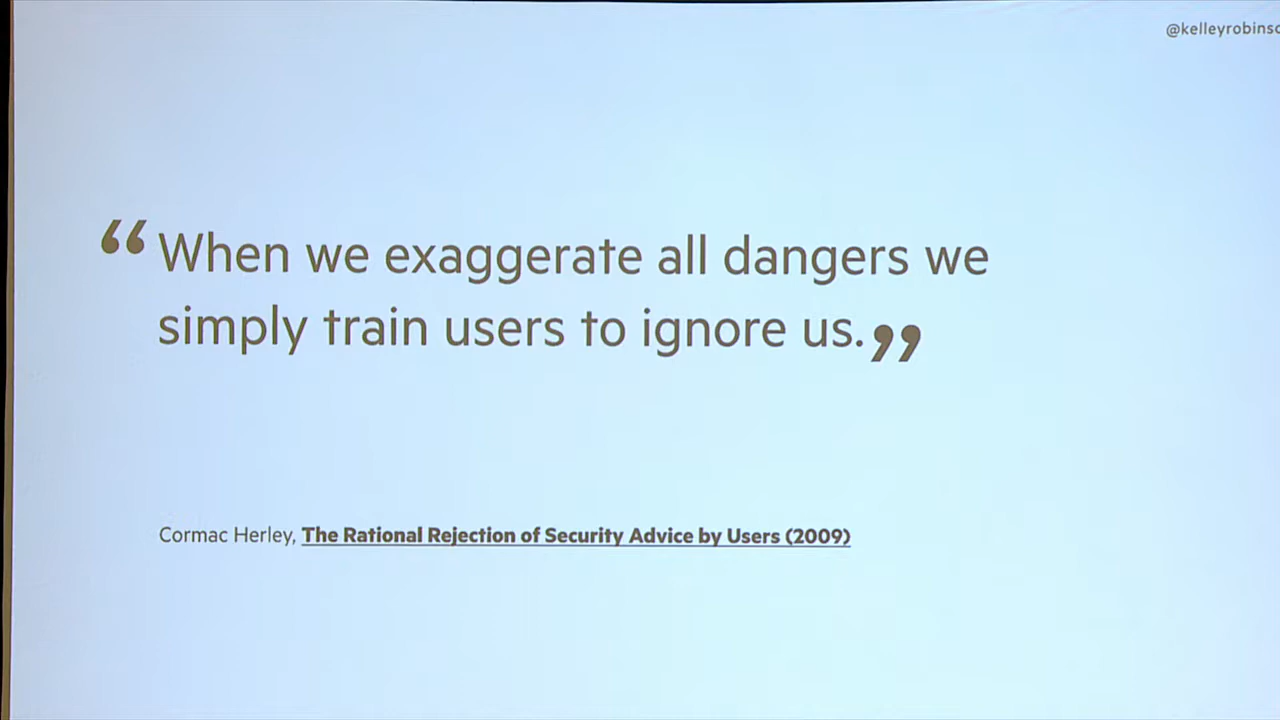 @kelleyrobinso
“When we exaggerate all dangers we
simply train users to ignore us.”
Cormac Herley, The Rational Rejection of Security Advice by Users (2009)